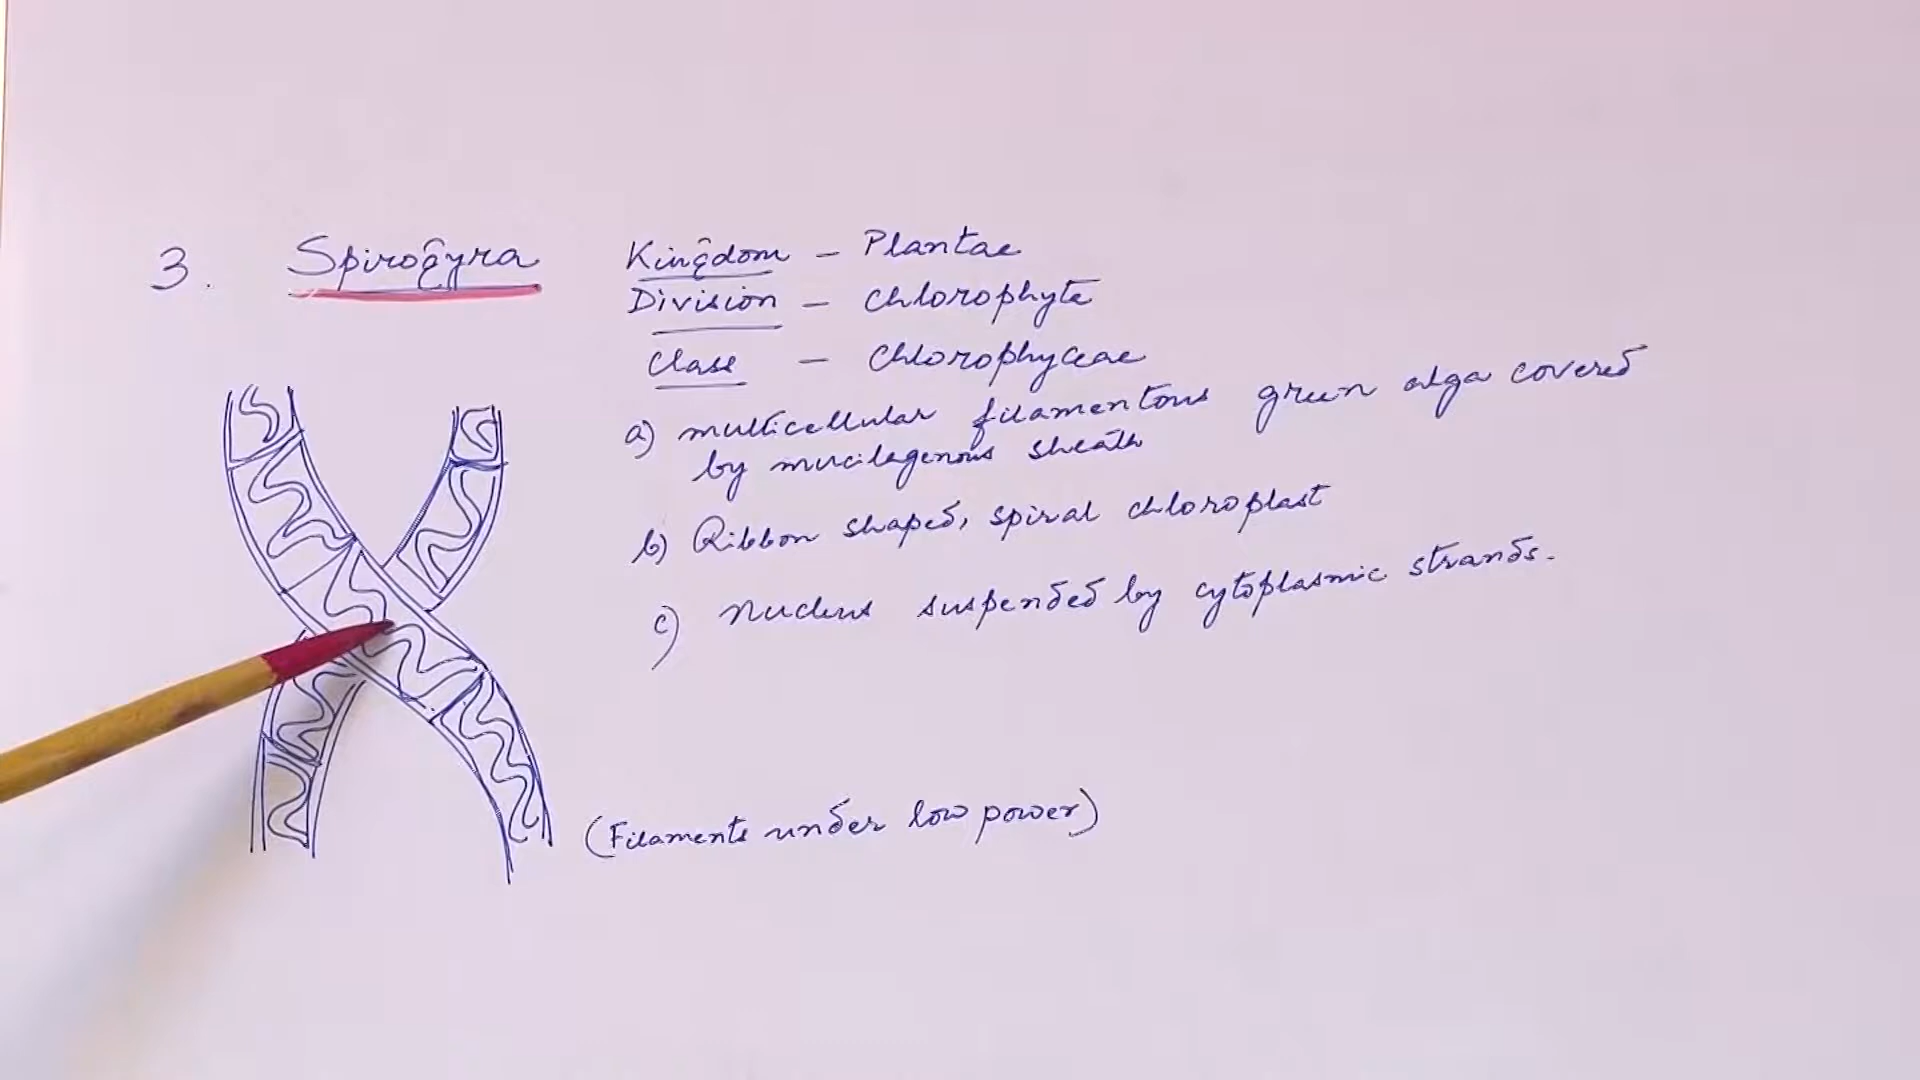 3. Spirogyra
Kingdom - Plantae
Division - Chlorophyte
Class - Chlorophyceae
a) multicellular filamentous green alga covered
by mucilagenous sheath
b) Ribbon shaped, spiral chloroplast
c) nucleus suspended by cytoplasmic strands.
(Filaments under low power)